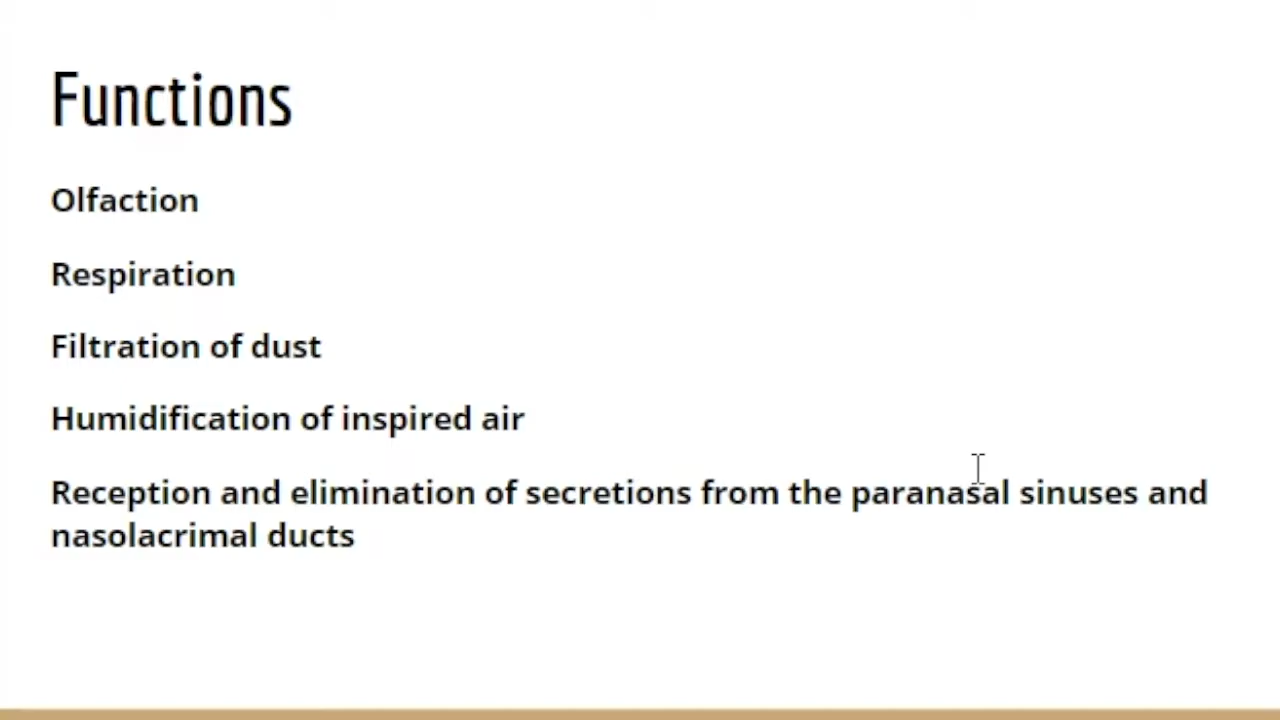 Functions
Olfaction
Respiration
Filtration of dust
Humidification of inspired air
Reception and elimination of secretions from the paranasal sinuses and
nasolacrimal ducts